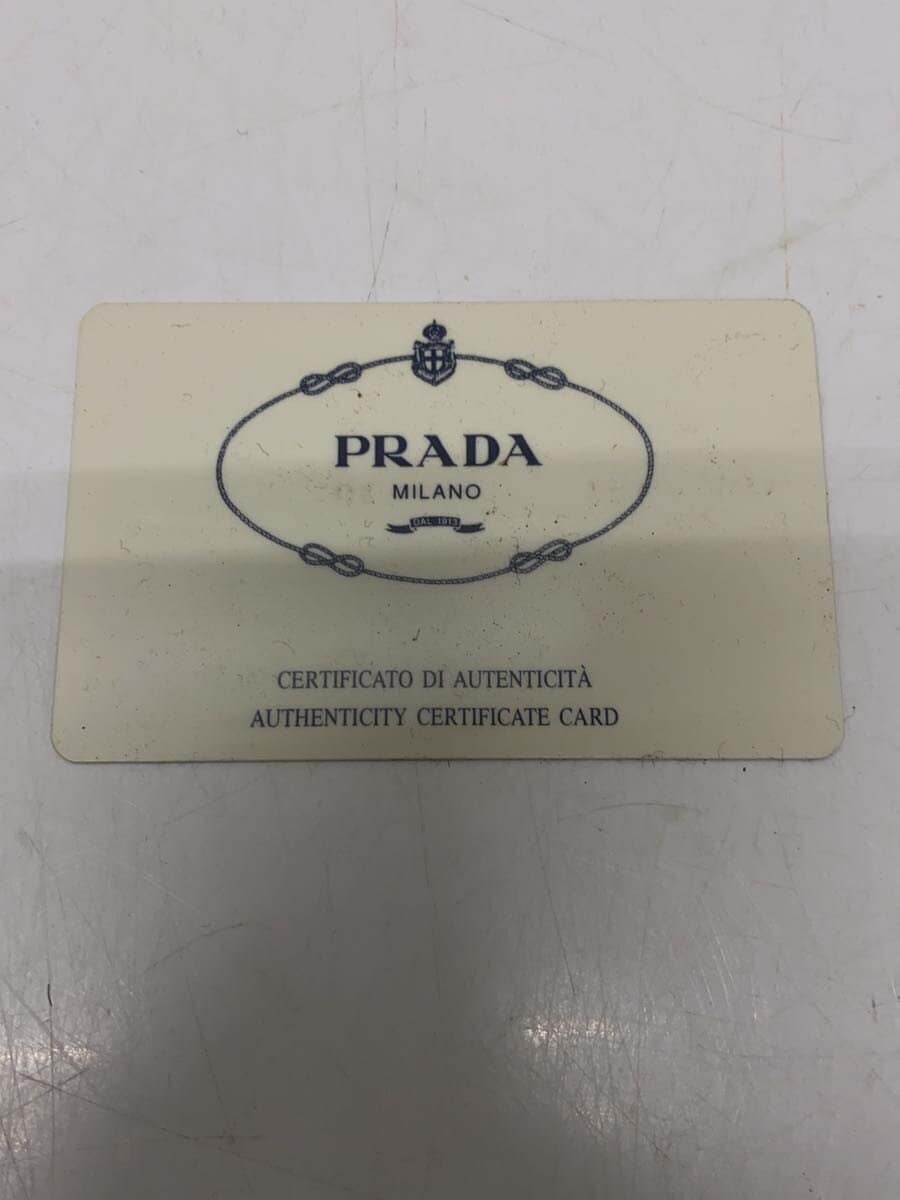 PRADA
MILANO
DAL 1913
CERTIFICATO DI AUTENTICITÀ
AUTHENTICITY CERTIFICATE CARD